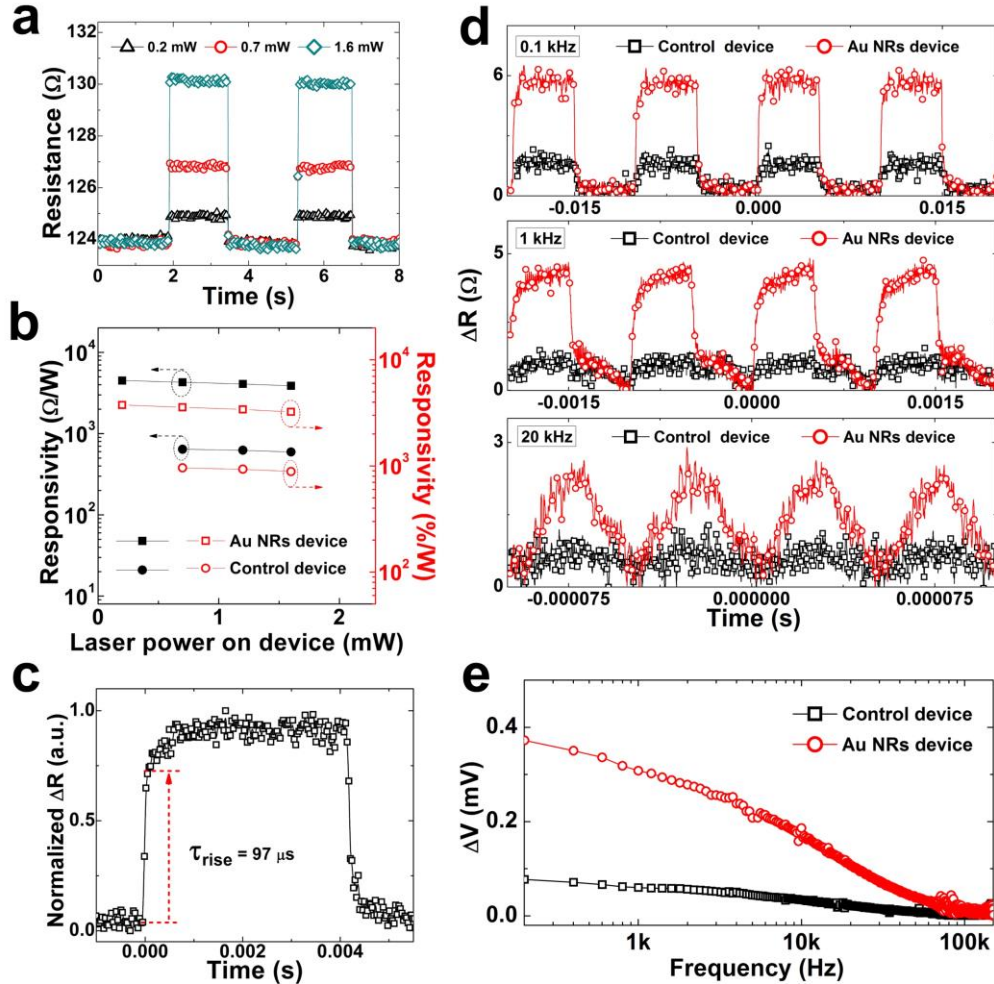 a
Resistance (Ω)
132
130
128
126
124
0.2 mW
0.7 mW
1.6 mW
0
2
4
6
8
Time (s)
b
Responsivity (Ω/W)
10⁴
10³
10²
10¹
Responsivity (%/W)
10⁴
10³
10²
Au NRs device
Control device
0
1
2
Laser power on device (mW)
c
Normalized ΔR (a.u.)
1.0
0.5
0.0
τrise = 97 μs
0.000
0.002
0.004
Time (s)
d
ΔR (Ω)
0.1 kHz
Control device
Au NRs device
6
3
0
-0.015
0.000
0.015
1 kHz
Control device
Au NRs device
5
0
-0.0015
0.0000
0.0015
20 kHz
Control device
Au NRs device
3
0
-0.000075
0.000000
0.000075
Time (s)
e
ΔV (mV)
0.4
0.2
0.0
Control device
Au NRs device
1k
10k
100k
Frequency (Hz)